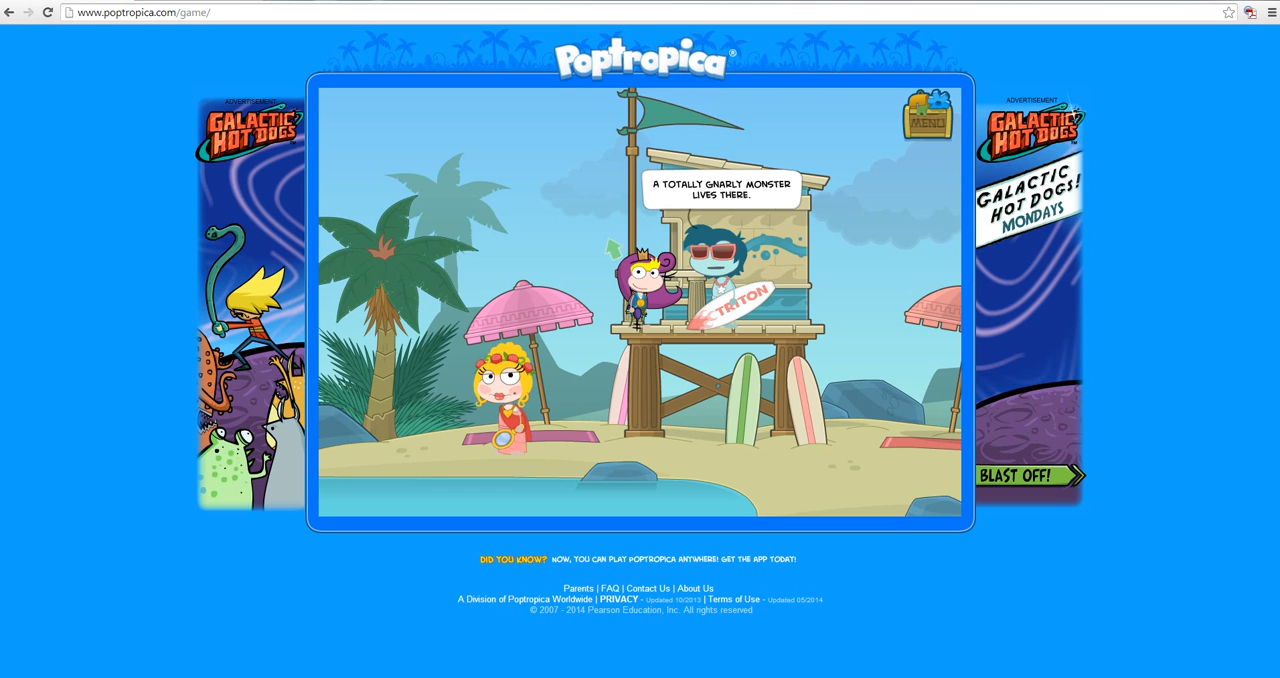 www.poptropica.com/game/
Poptropica®
ADVERTISEMENT
GALACTIC
HOT DOGS
ADVERTISEMENT
GALACTIC
HOT DOGS
GALACTIC
HOT DOGS!
MONDAYS
BLAST OFF!
MENU
A TOTALLY GNARLY MONSTER
LIVES THERE.
TRITON
DID YOU KNOW? NOW, YOU CAN PLAY POPTROPICA ANYWHERE! GET THE APP TODAY!
Parents | FAQ | Contact Us | About Us
A Division of Poptropica Worldwide | PRIVACY - Updated 10/2013 | Terms of Use - Updated 05/2014
© 2007 - 2014 Pearson Education, Inc. All rights reserved